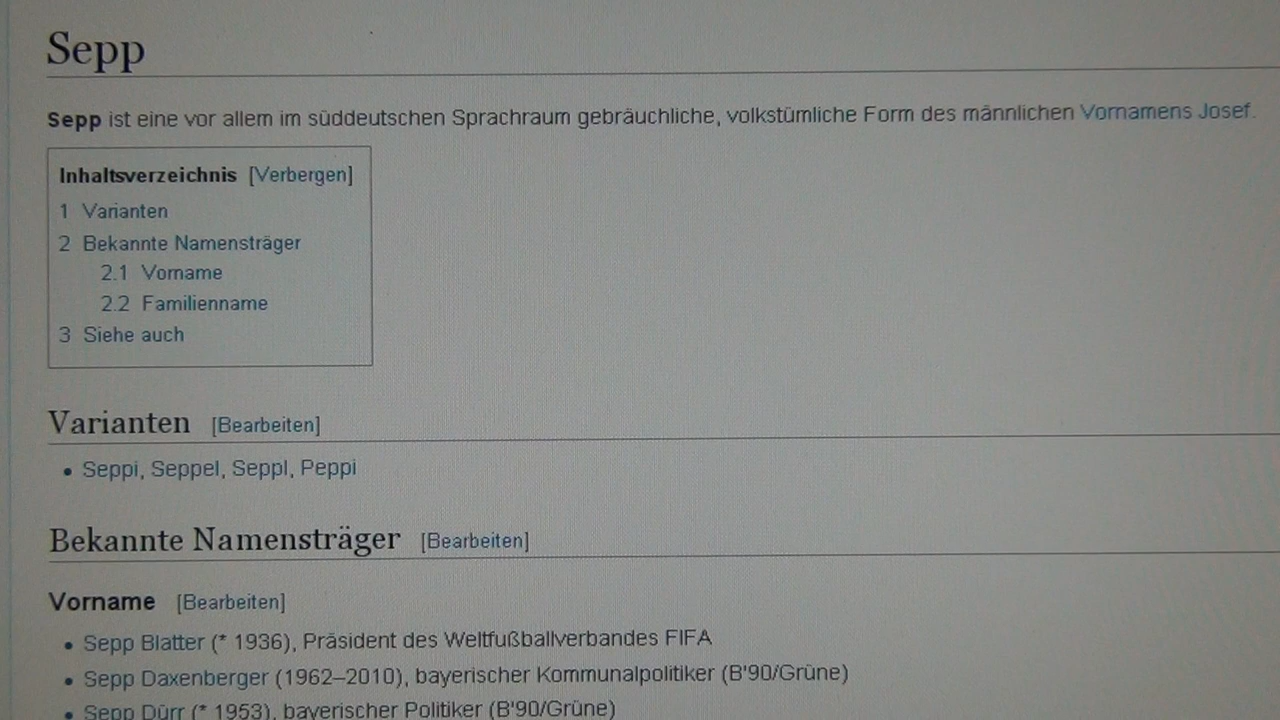 Sepp
Sepp ist eine vor allem im süddeutschen Sprachraum gebräuchliche, volkstümliche Form des männlichen Vornamens Josef.
Inhaltsverzeichnis [Verbergen]
1 Varianten
2 Bekannte Namensträger
2.1 Vorname
2.2 Familienname
3 Siehe auch
Varianten [Bearbeiten]
• Seppi, Seppel, Seppl, Peppi
Bekannte Namensträger [Bearbeiten]
Vorname [Bearbeiten]
• Sepp Blatter (* 1936), Präsident des Weltfußballverbandes FIFA
• Sepp Daxenberger (1962–2010), bayerischer Kommunalpolitiker (B'90/Grüne)
• Sepp Dürr (* 1953), bayerischer Politiker (B'90/Grüne)